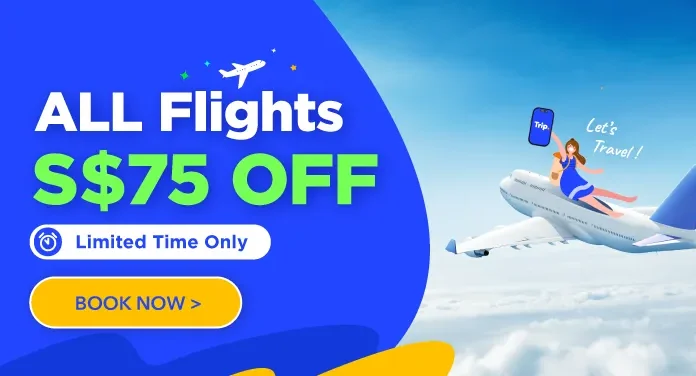 ALL Flights
S$75 OFF
Limited Time Only
BOOK NOW >
Trip.
Let's
Travel!